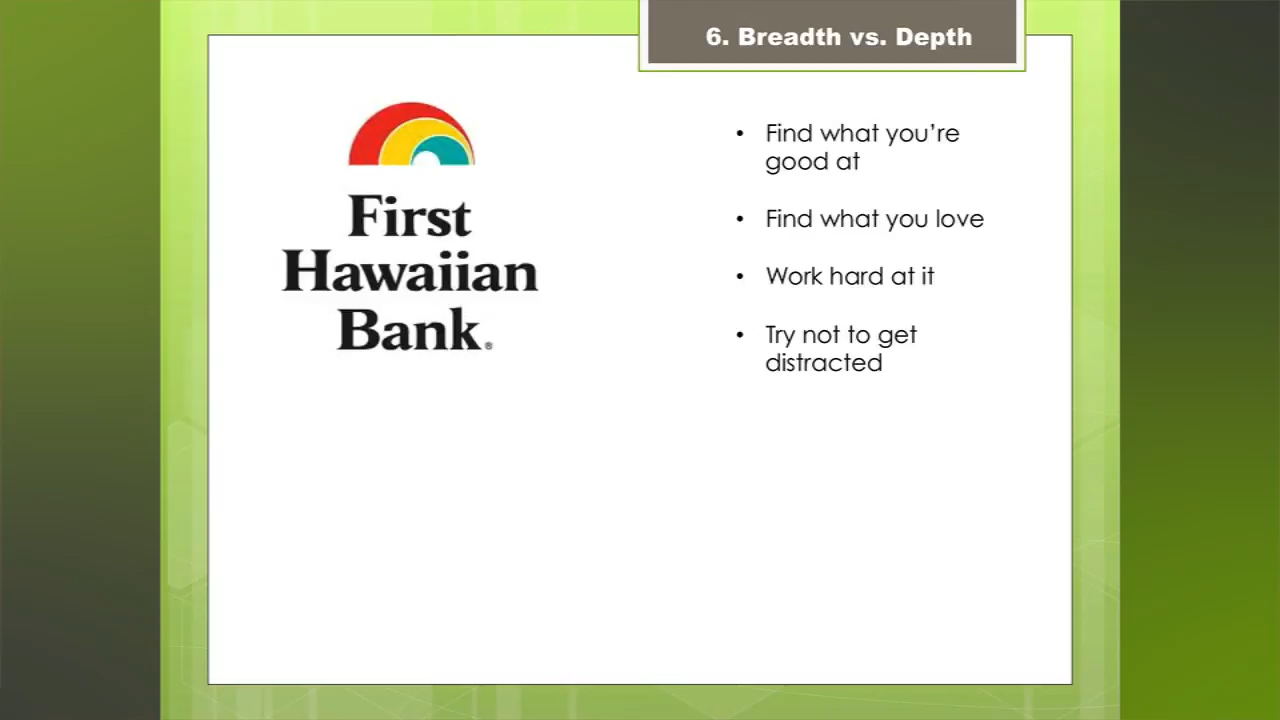 6. Breadth vs. Depth
First
Hawaiian
Bank®
• Find what you’re
good at
• Find what you love
• Work hard at it
• Try not to get
distracted